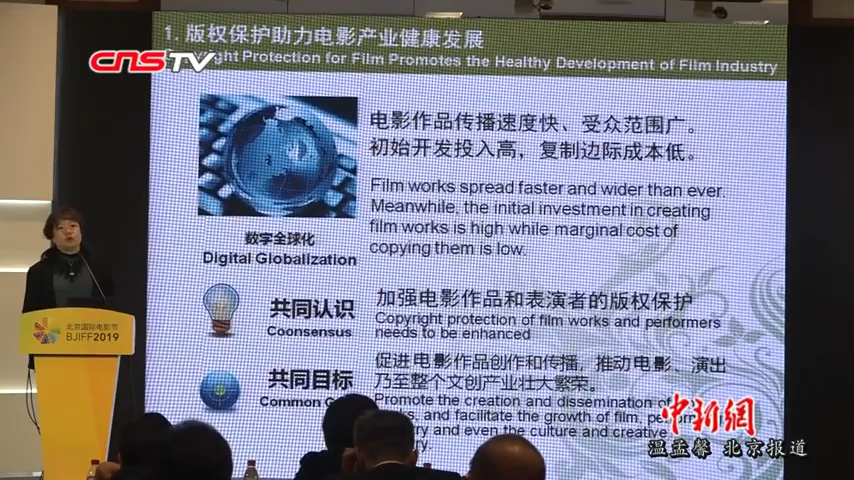 1. 版权保护助力电影产业健康发展
CNSTV
right Protection for Film Promotes the Healthy Development of Film Industry
电影作品传播速度快、受众范围广。
初始开发投入高，复制边际成本低。
Film works spread faster and wider than ever.
Meanwhile, the initial investment in creating
film works is high while marginal cost of
copying them is low.
数字全球化
Digital Globalization
共同认识
Coonsensus
加强电影作品和表演者的版权保护
Copyright protection of film works and performers
needs to be enhanced
共同目标
Common G
促进电影作品创作和传播，推动电影、演出
乃至整个文创产业壮大繁荣。
Promote the creation and dissemination of
and facilitate the growth of film,
and even the culture and creative
北京国际电影节
BJIFF2019
中新網
温孟馨 北京报道